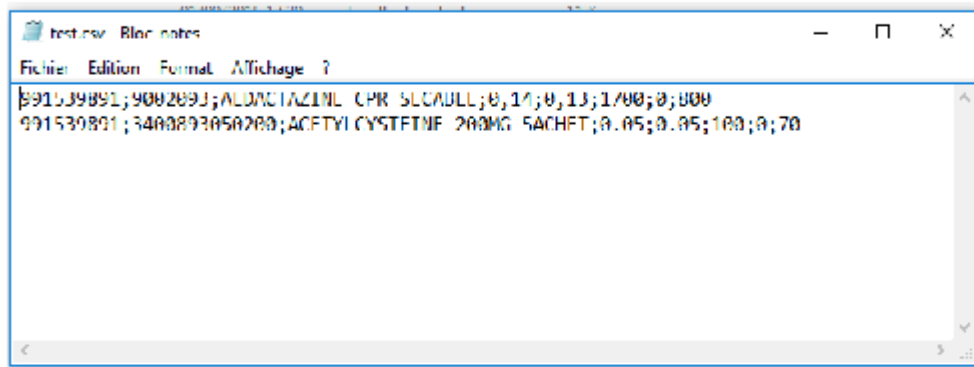 test.csv - Bloc-notes
Fichier Edition Format Affichage ?
991539891;9002093;ALDACTAZINE CPR SECABLE;0,14;0,13;1700;0;800
991539891;3400893050200;ACETYLCYSTEINE 200MG SACHET;0.05;0.05;100;0;70